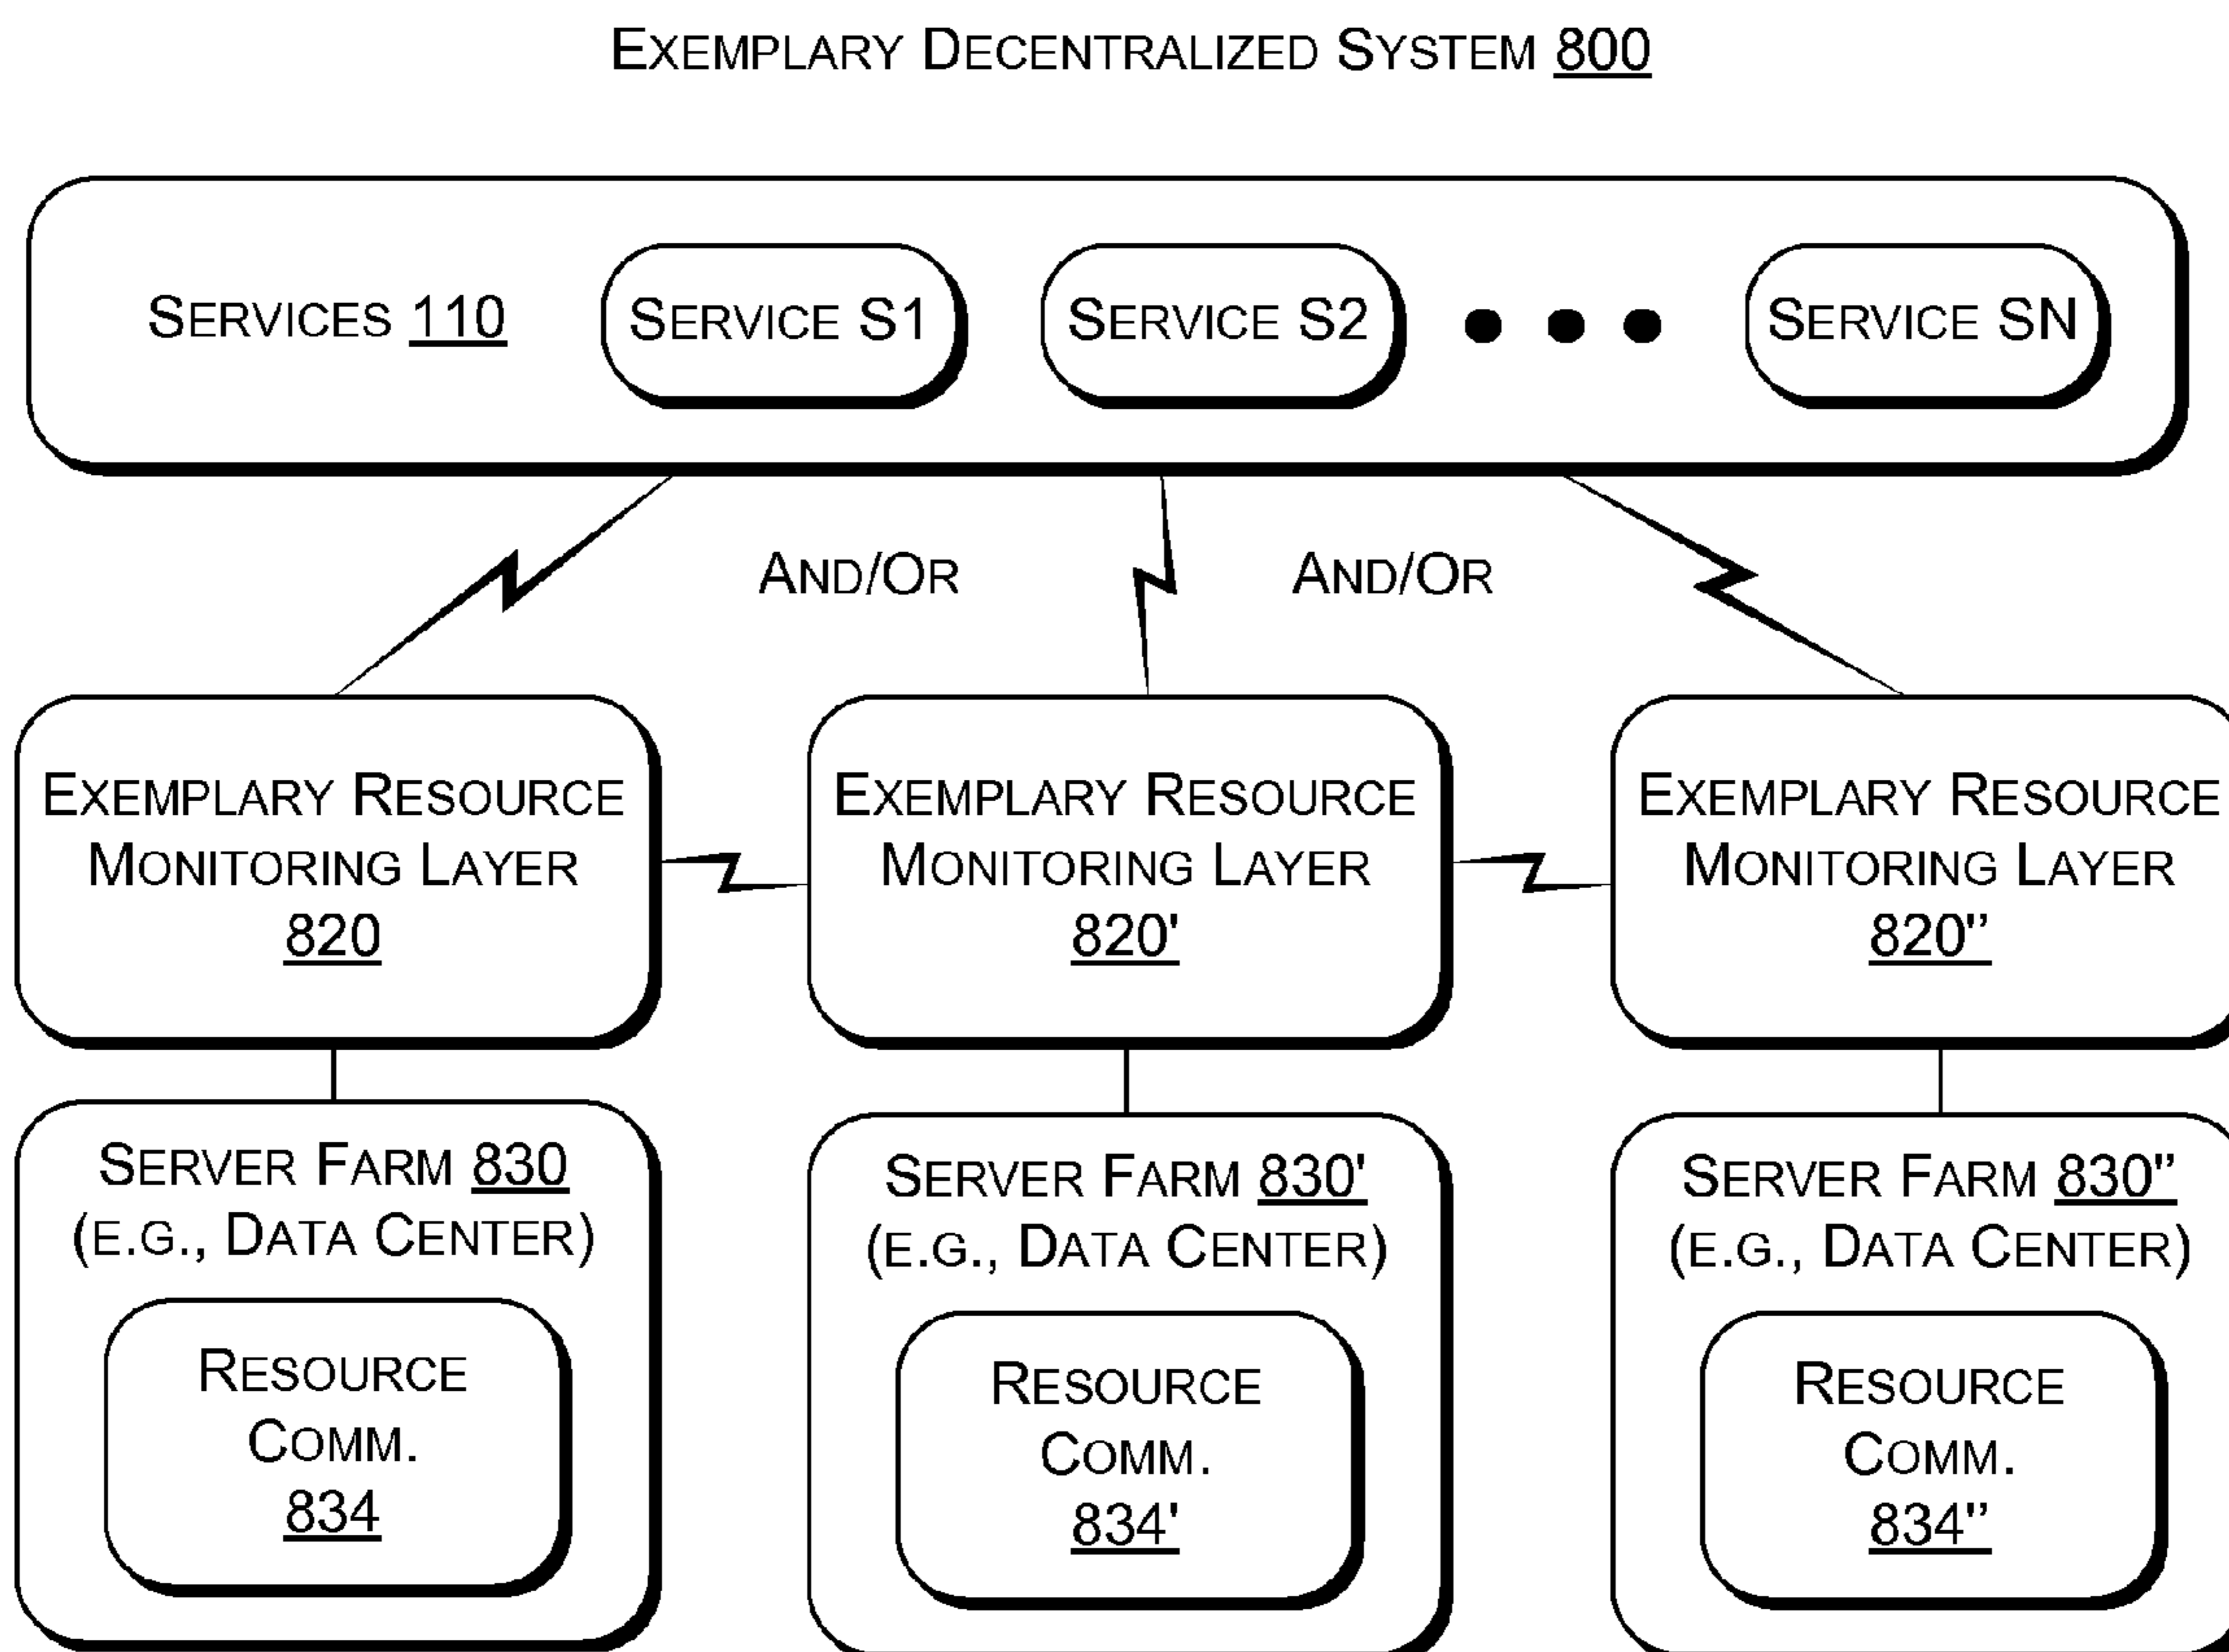 EXEMPLARY DECENTRALIZED SYSTEM 800
SERVICES 110
SERVICE S1
SERVICE S2
SERVICE SN
AND/OR
AND/OR
EXEMPLARY RESOURCE
MONITORING LAYER
820
EXEMPLARY RESOURCE
MONITORING LAYER
820'
EXEMPLARY RESOURCE
MONITORING LAYER
820''
SERVER FARM 830
(E.G., DATA CENTER)
RESOURCE
COMM.
834
SERVER FARM 830'
(E.G., DATA CENTER)
RESOURCE
COMM.
834'
SERVER FARM 830''
(E.G., DATA CENTER)
RESOURCE
COMM.
834''